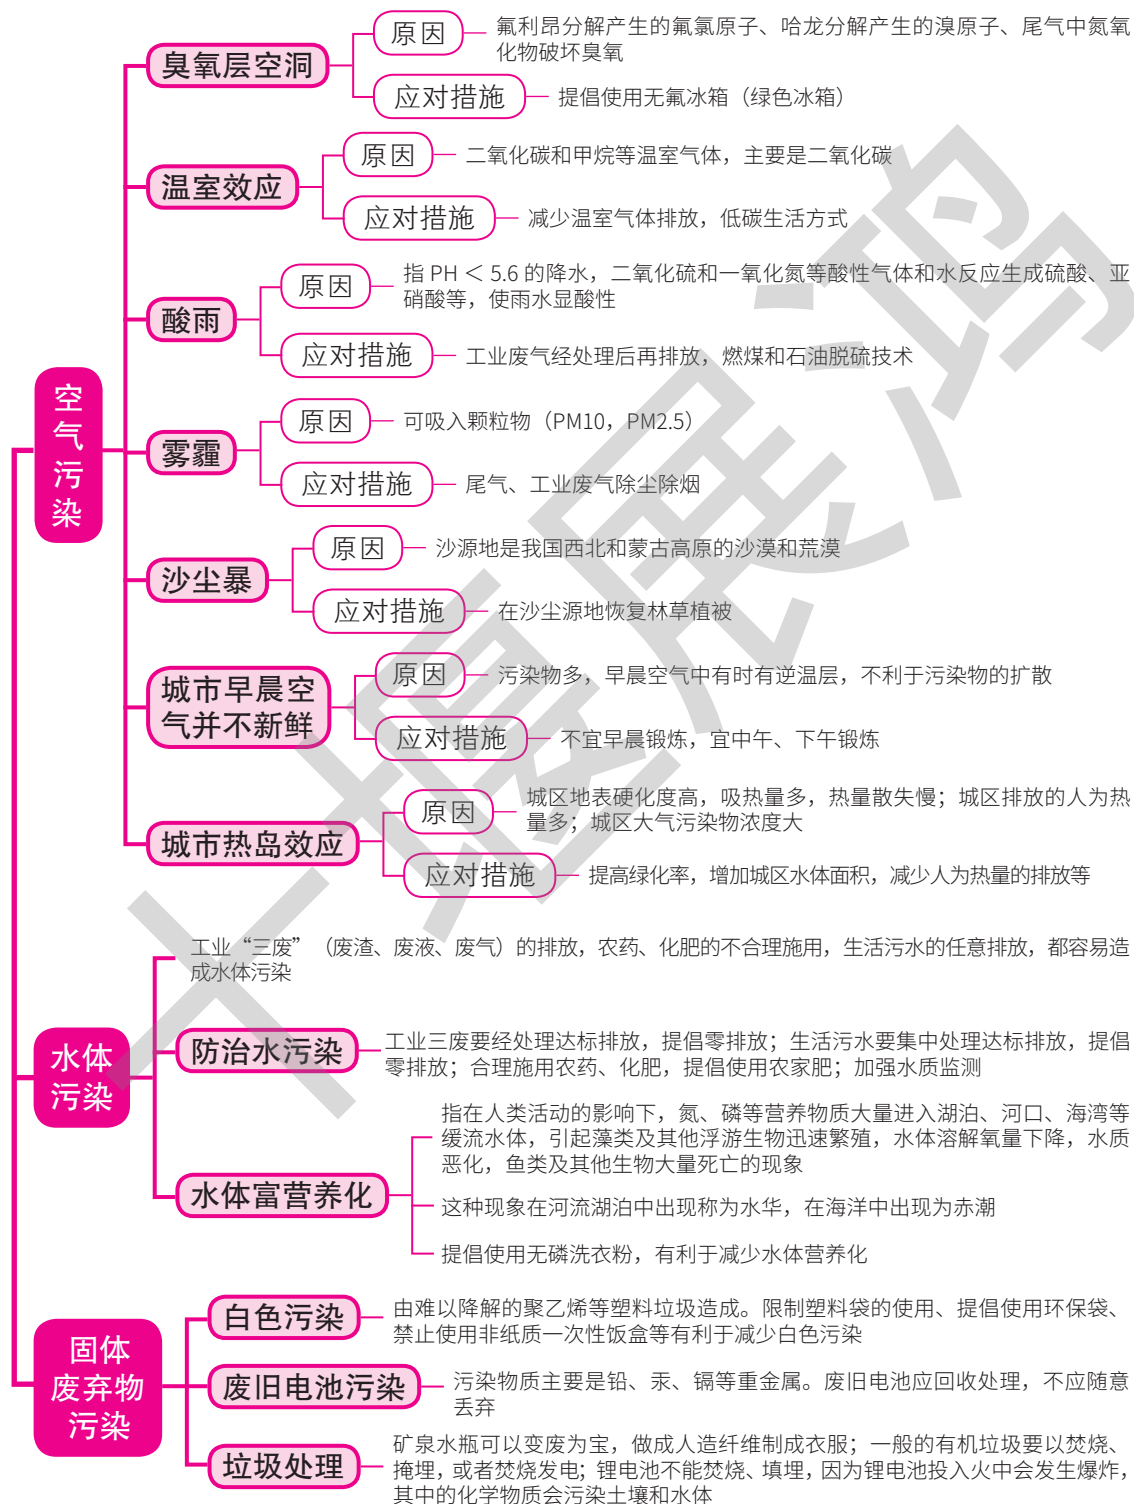 空气污染
臭氧层空洞
原因
氟利昂分解产生的氟氯原子、哈龙分解产生的溴原子、尾气中氮氧
化物破坏臭氧
应对措施
提倡使用无氟冰箱（绿色冰箱）
温室效应
原因
二氧化碳和甲烷等温室气体，主要是二氧化碳
应对措施
减少温室气体排放，低碳生活方式
酸雨
原因
指 PH ＜ 5.6 的降水，二氧化硫和一氧化氮等酸性气体和水反应生成硫酸、亚
硝酸等，使雨水显酸性
应对措施
工业废气经处理后再排放，燃煤和石油脱硫技术
雾霾
原因
可吸入颗粒物（PM10，PM2.5）
应对措施
尾气、工业废气除尘除烟
沙尘暴
原因
沙源地是我国西北和蒙古高原的沙漠和荒漠
应对措施
在沙尘源地恢复林草植被
城市早晨空
气并不新鲜
原因
污染物多，早晨空气中有时有逆温层，不利于污染物的扩散
应对措施
不宜早晨锻炼，宜中午、下午锻炼
城市热岛效应
原因
城区地表硬化度高，吸热量多，热量散失慢；城区排放的人为热
量多；城区大气污染物浓度大
应对措施
提高绿化率，增加城区水体面积，减少人为热量的排放等
水体
污染
工业“三废”（废渣、废液、废气）的排放，农药、化肥的不合理施用，生活污水的任意排放，都容易造
成水体污染
防治水污染
工业三废要经处理达标排放，提倡零排放；生活污水要集中处理达标排放，提倡
零排放；合理施用农药、化肥，提倡使用农家肥；加强水质监测
水体富营养化
指在人类活动的影响下，氮、磷等营养物质大量进入湖泊、河口、海湾等
缓流水体，引起藻类及其他浮游生物迅速繁殖，水体溶解氧量下降，水质
恶化，鱼类及其他生物大量死亡的现象
这种现象在河流湖泊中出现称为水华，在海洋中出现为赤潮
提倡使用无磷洗衣粉，有利于减少水体营养化
固体
废弃物
污染
白色污染
由难以降解的聚乙烯等塑料垃圾造成。限制塑料袋的使用、提倡使用环保袋、
禁止使用非纸质一次性饭盒等有利于减少白色污染
废旧电池污染
污染物质主要是铅、汞、镉等重金属。废旧电池应回收处理，不应随意
丢弃
垃圾处理
矿泉水瓶可以变废为宝，做成人造纤维制成衣服；一般的有机垃圾要以焚烧、
掩埋，或者焚烧发电；锂电池不能焚烧、填埋，因为锂电池投入火中会发生爆炸，
其中的化学物质会污染土壤和水体
十堰展鸿